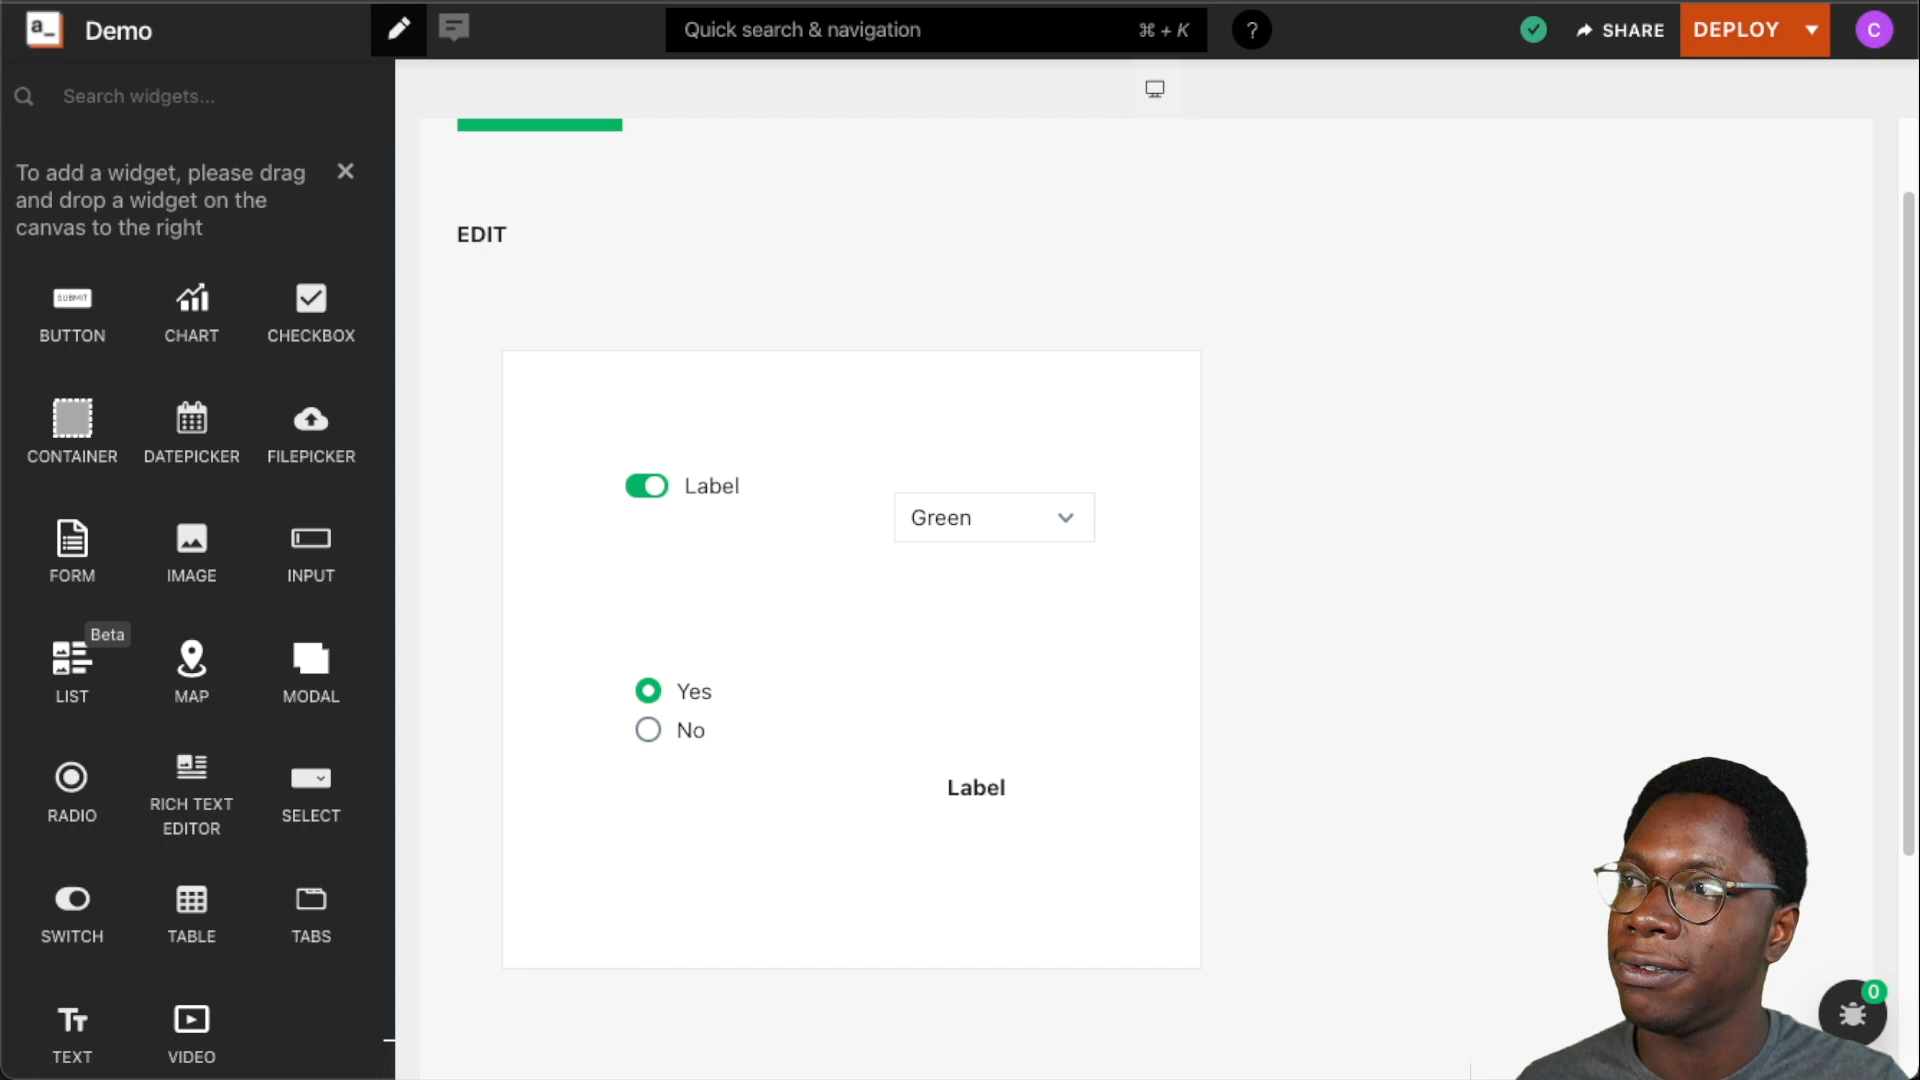 a_
Demo
Quick search & navigation
⌘ + K
?
SHARE
DEPLOY
C
Search widgets...
To add a widget, please drag
and drop a widget on the
canvas to the right
EDIT
SUBMIT
BUTTON
CHART
CHECKBOX
CONTAINER
DATEPICKER
FILEPICKER
FORM
IMAGE
INPUT
Beta
LIST
MAP
MODAL
RADIO
RICH TEXT
EDITOR
SELECT
SWITCH
TABLE
TABS
Tт
TEXT
VIDEO
Label
Green
Yes
No
Label
0